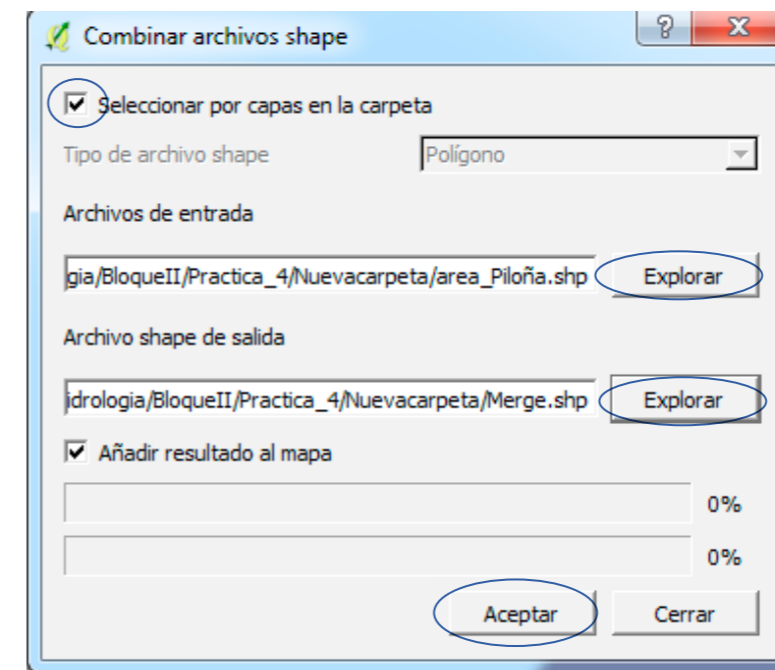 Combinar archivos shape
Seleccionar por capas en la carpeta
Tipo de archivo shape Polígono
Archivos de entrada
gia/BloqueII/Practica_4/Nuevacarpeta/area_Piloña.shp Explorar
Archivo shape de salida
idrologia/BloqueII/Practica_4/Nuevacarpeta/Merge.shp Explorar
Añadir resultado al mapa
0%
0%
Aceptar Cerrar